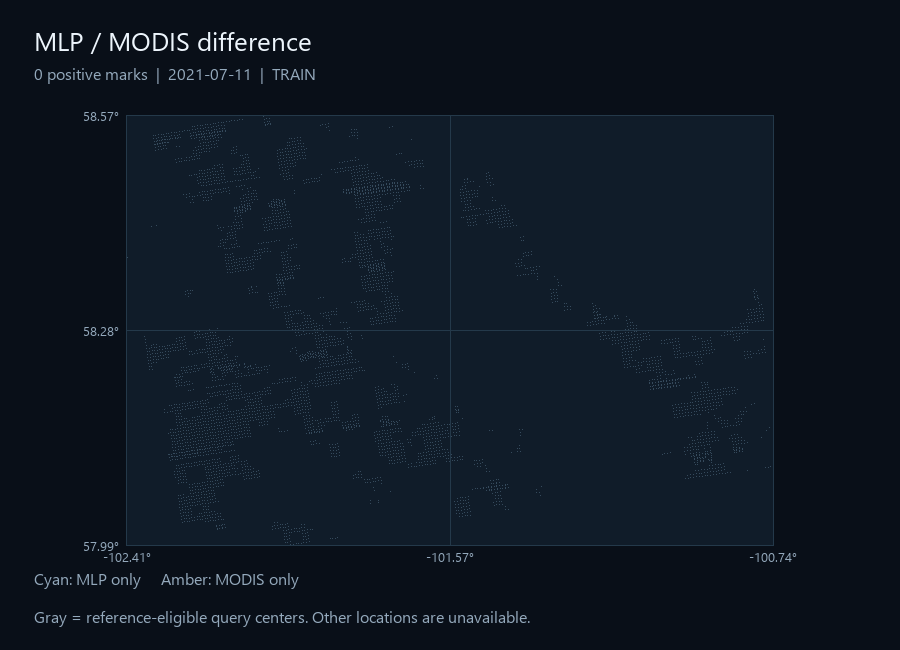 MLP / MODIS difference
0 positive marks | 2021-07-11 | TRAIN
58.57°
58.28°
57.99°
-102.41° -101.57° -100.74°
Cyan: MLP only Amber: MODIS only
Gray = reference-eligible query centers. Other locations are unavailable.